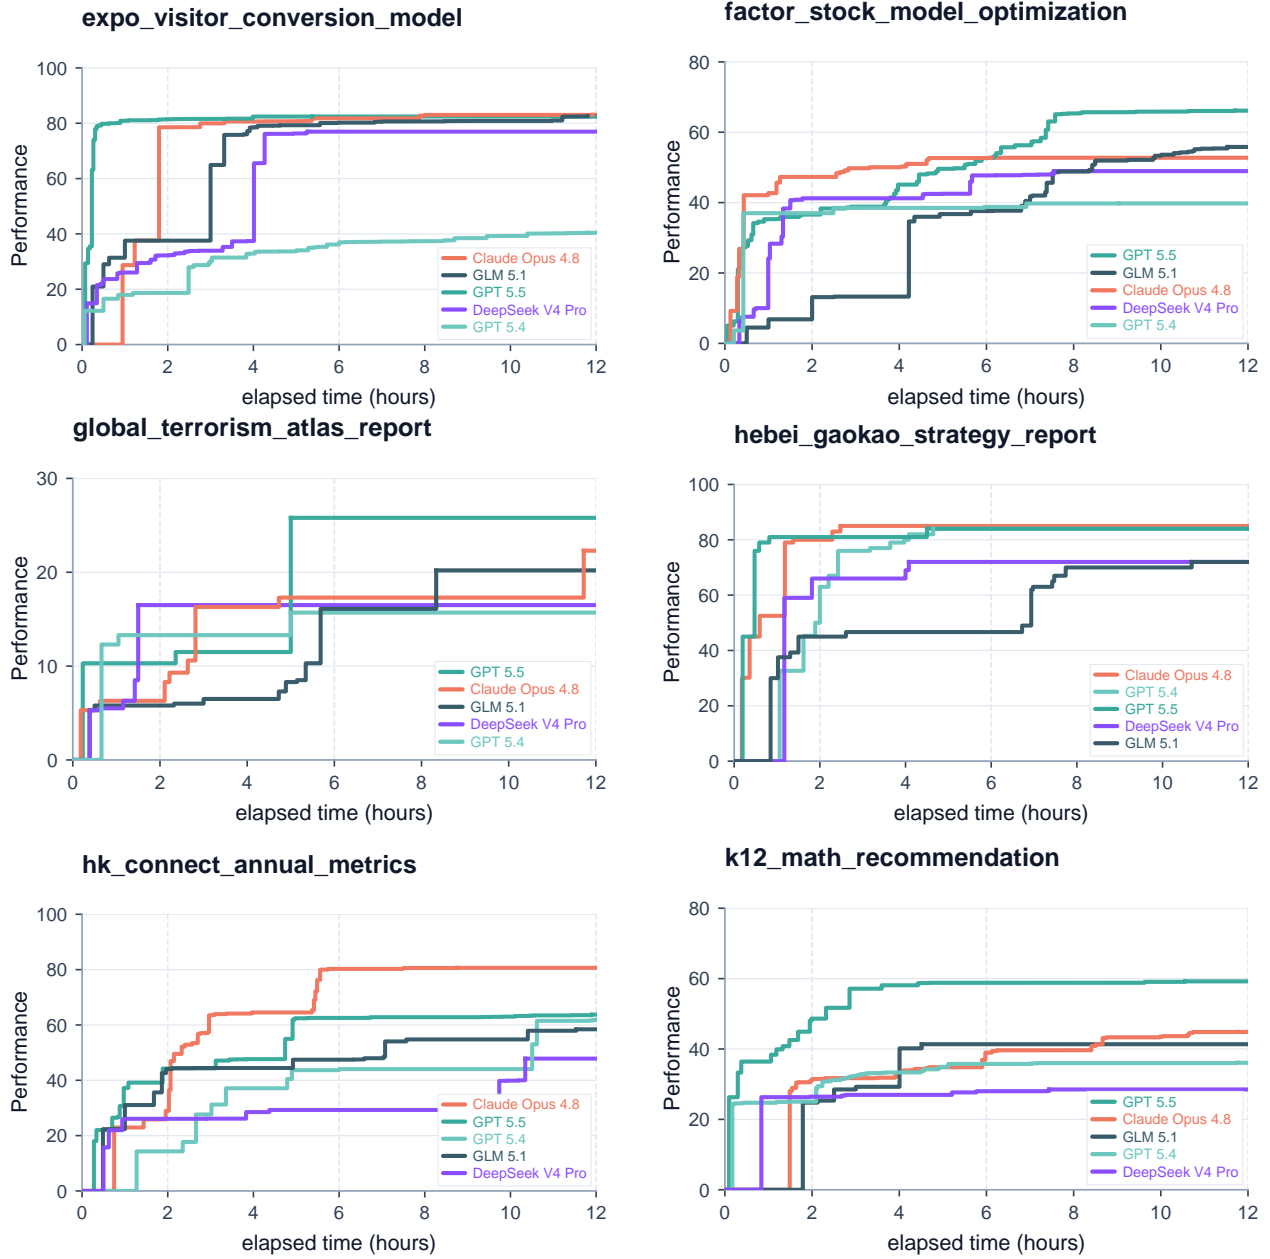 expo_visitor_conversion_model
factor_stock_model_optimization
100
80
60
40
20
0
Performance
0 2 4 6 8 10 12
elapsed time (hours)
Claude Opus 4.8
GLM 5.1
GPT 5.5
DeepSeek V4 Pro
GPT 5.4
80
60
40
20
0
Performance
0 2 4 6 8 10 12
elapsed time (hours)
GPT 5.5
GLM 5.1
Claude Opus 4.8
DeepSeek V4 Pro
GPT 5.4
global_terrorism_atlas_report
hebei_gaokao_strategy_report
30
20
10
0
Performance
0 2 4 6 8 10 12
elapsed time (hours)
GPT 5.5
Claude Opus 4.8
GLM 5.1
DeepSeek V4 Pro
GPT 5.4
100
80
60
40
20
0
Performance
0 2 4 6 8 10 12
elapsed time (hours)
Claude Opus 4.8
GPT 5.4
GPT 5.5
DeepSeek V4 Pro
GLM 5.1
hk_connect_annual_metrics
k12_math_recommendation
100
80
60
40
20
0
Performance
0 2 4 6 8 10 12
elapsed time (hours)
Claude Opus 4.8
GPT 5.5
GPT 5.4
GLM 5.1
DeepSeek V4 Pro
80
60
40
20
0
Performance
0 2 4 6 8 10 12
elapsed time (hours)
GPT 5.5
Claude Opus 4.8
GLM 5.1
GPT 5.4
DeepSeek V4 Pro